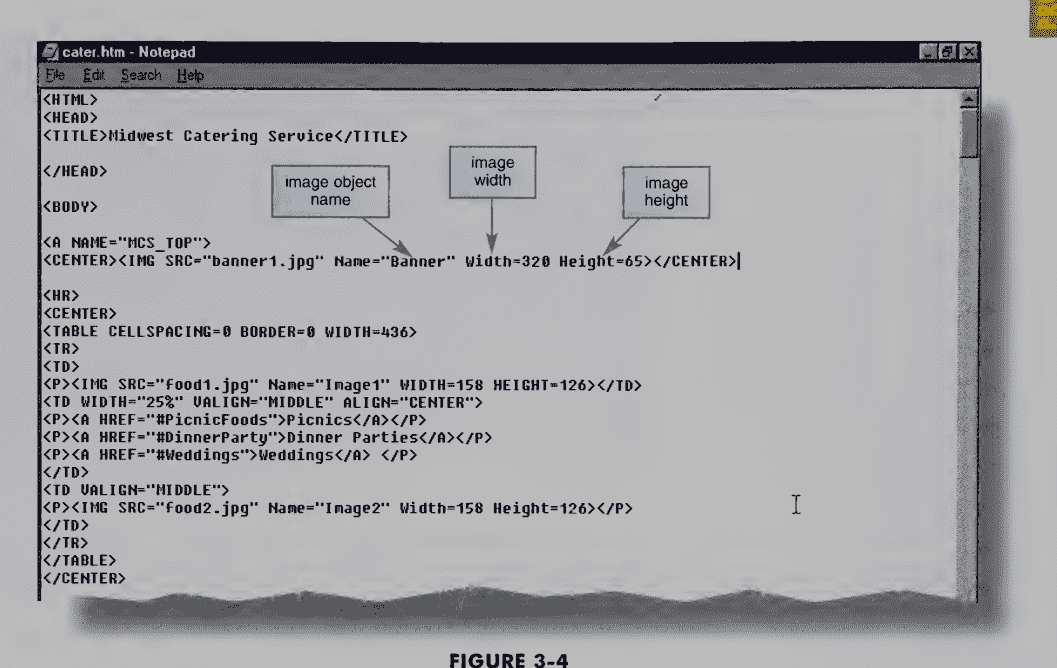 cater.htm - Notepad
File Edit Search Help
<HTML>
<HEAD>
<TITLE>Midwest Catering Service</TITLE>
</HEAD>
image object
name
image
width
image
height
<BODY>
<A NAME="MCS_TOP">
<CENTER><IMG SRC="banner1.jpg" Name="Banner" Width=320 Height=65></CENTER>
<HR>
<CENTER>
<TABLE CELLSPACING=0 BORDER=0 WIDTH=436>
<TR>
<TD>
<P><IMG SRC="food1.jpg" Name="Image1" WIDTH=158 HEIGHT=126></TD>
<TD WIDTH="25%" VALIGN="MIDDLE" ALIGN="CENTER">
<P><A HREF="#PicnicFoods">Picnics</A></P>
<P><A HREF="#DinnerParty">Dinner Parties</A></P>
<P><A HREF="#Weddings">Weddings</A> </P>
</TD>
<TD VALIGN="MIDDLE">
<P><IMG SRC="food2.jpg" Name="Image2" Width=158 Height=126></P>
</TD>
</TR>
</TABLE>
</CENTER>
FIGURE 3-4